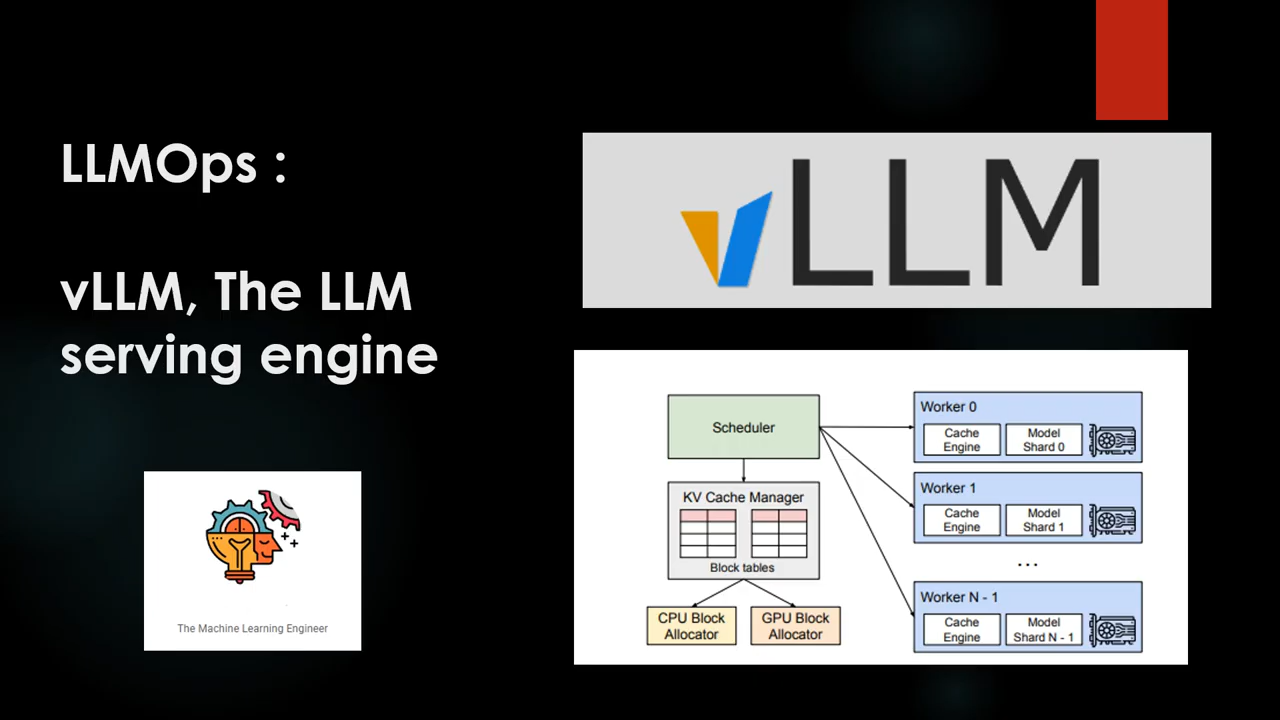 LLMOps :
vLLM, The LLM
serving engine
The Machine Learning Engineer
vLLM
Scheduler
KV Cache Manager
Block tables
CPU Block
Allocator
GPU Block
Allocator
Worker 0
Cache
Engine
Model
Shard 0
Worker 1
Cache
Engine
Model
Shard 1
...
Worker N - 1
Cache
Engine
Model
Shard N - 1